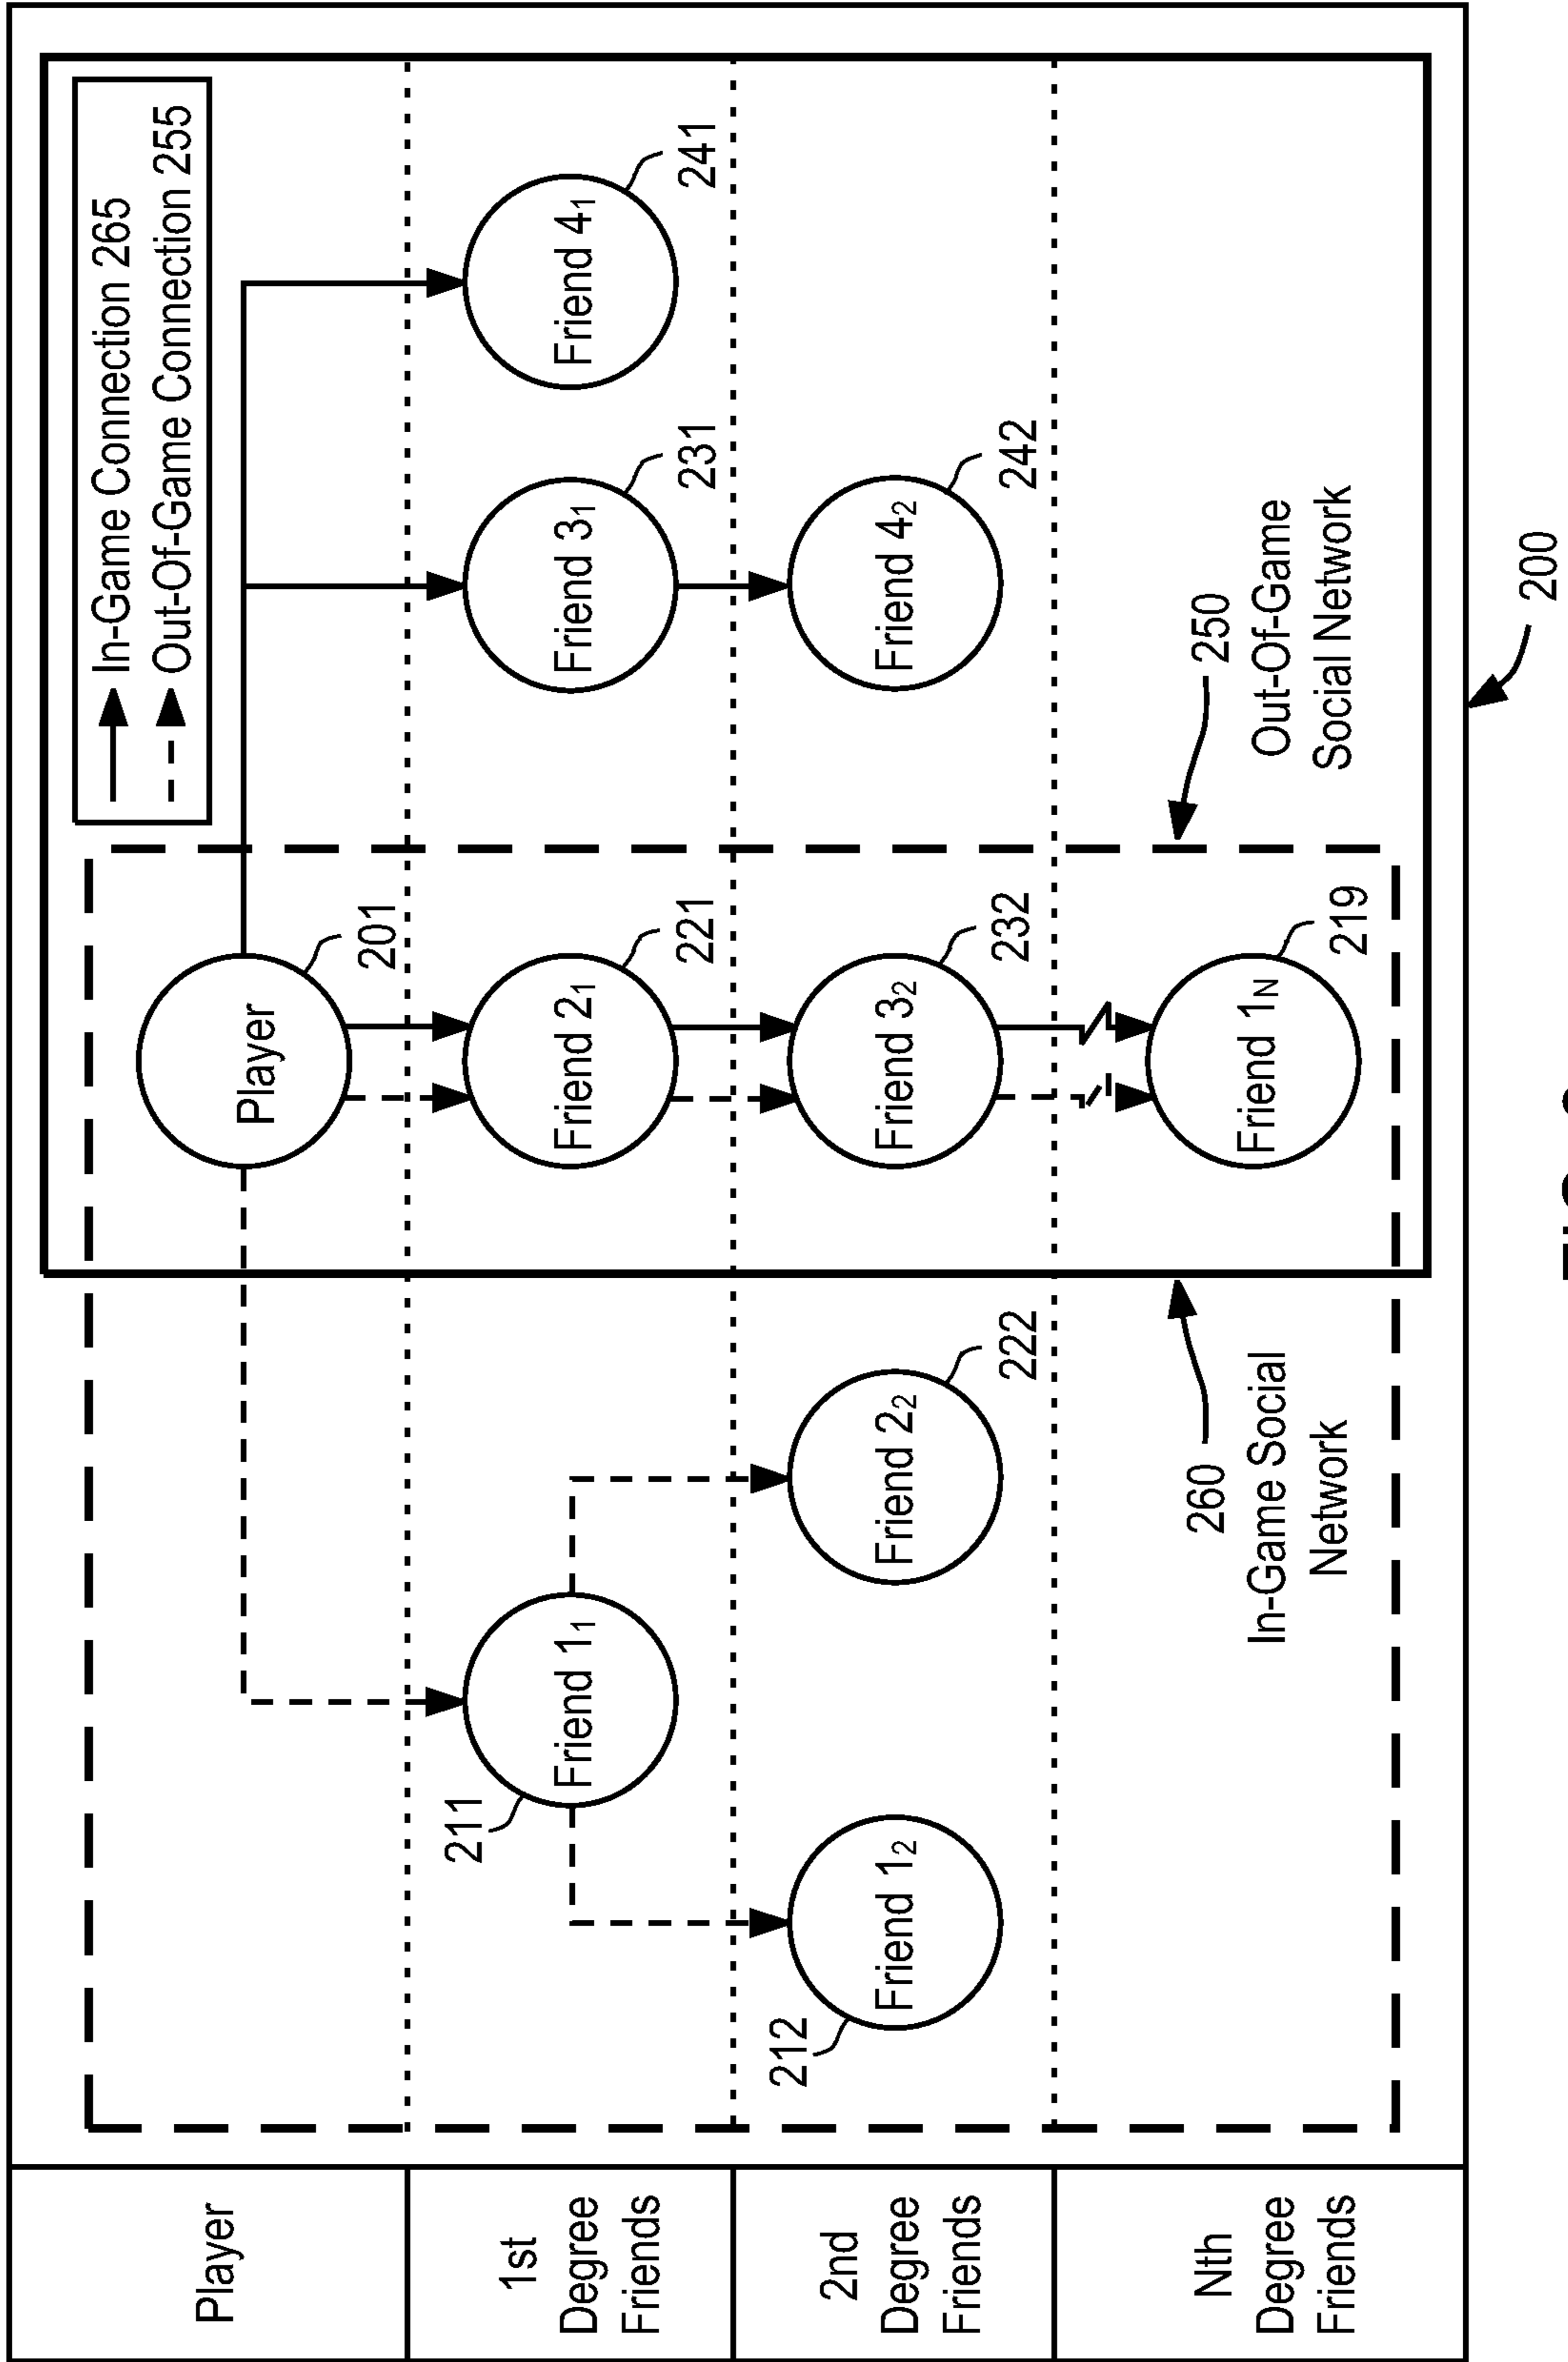 In-Game Connection 265
Out-Of-Game Connection 255
Player
Player
201
1st
Degree
Friends
211
Friend 1₁
Friend 2₁
221
Friend 3₁
231
Friend 4₁
241
2nd
Degree
Friends
212
Friend 1₂
Friend 2₂
222
Friend 3₂
232
Friend 4₂
242
Nth
Degree
Friends
260
In-Game Social
Network
Friend 1N
219
250
Out-Of-Game
Social Network
200